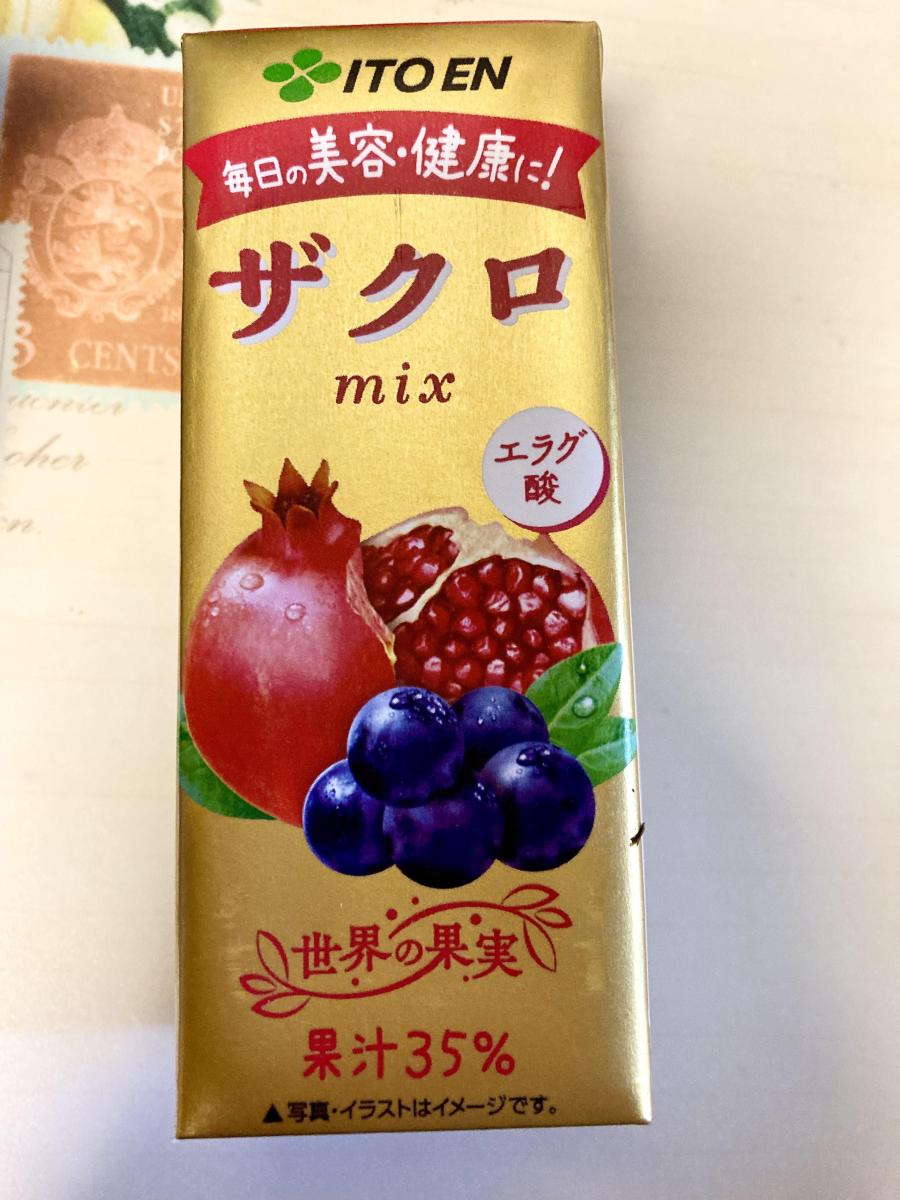 ITO EN
毎日の美容・健康に!
ザクロ
mix
エラグ
酸
世界の果実
果汁35%
▲写真・イラストはイメージです。
CENTS